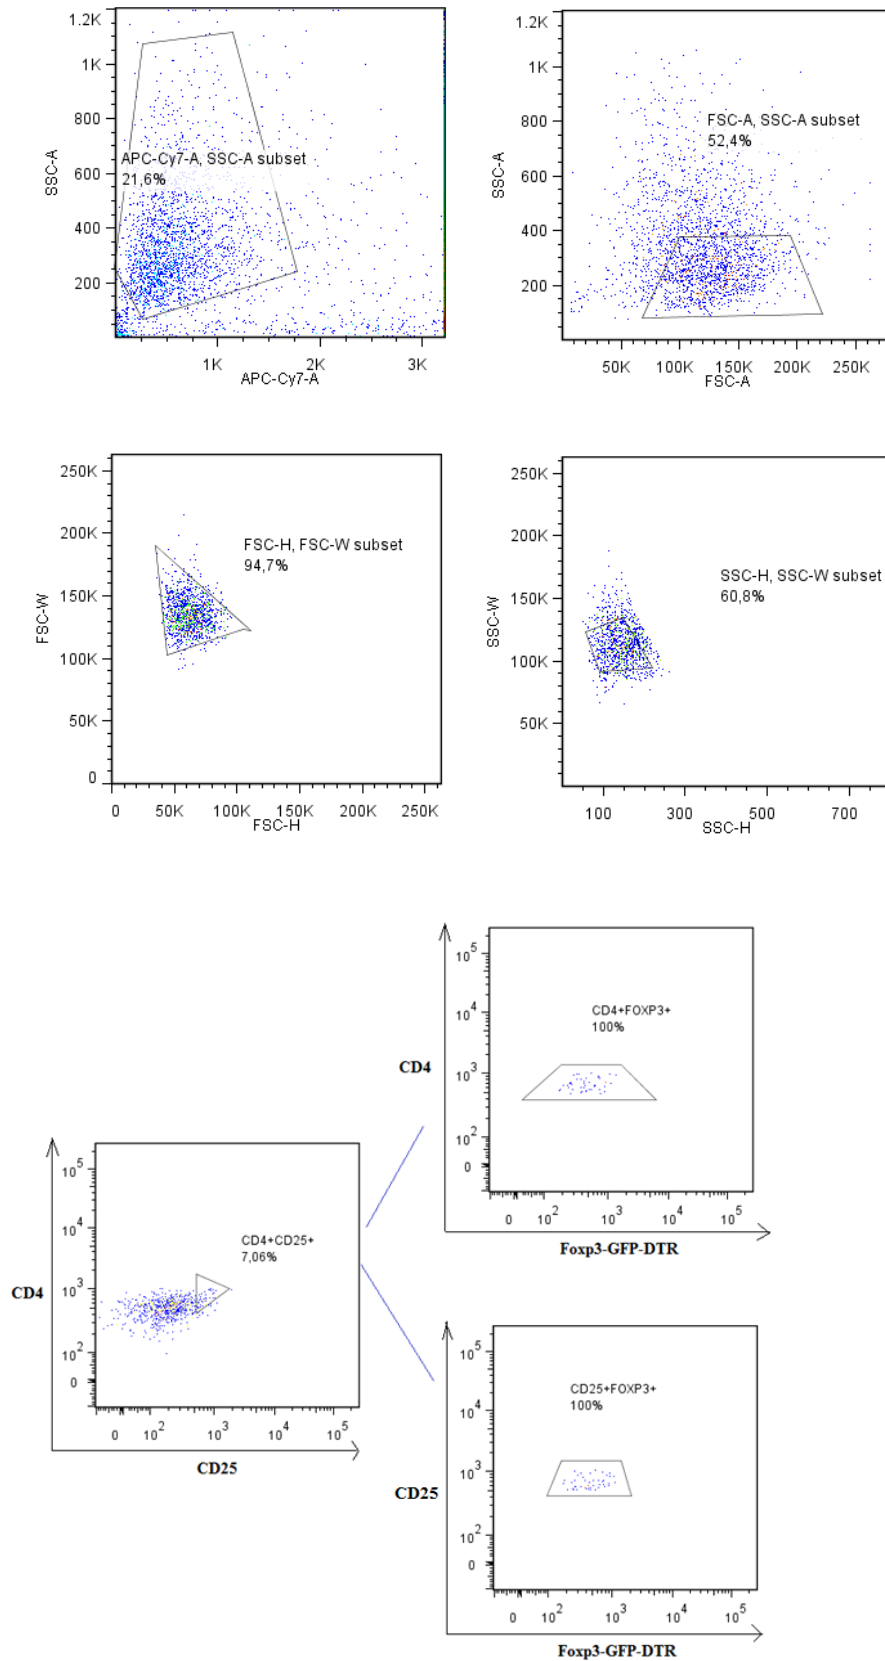 1.2K
1K
800
600
400
200
SSC-A
APC-Cy7-A, SSC-A subset
21,6%
1K 2K 3K
APC-Cy7-A
1.2K
1K
800
600
400
200
SSC-A
FSC-A, SSC-A subset
52,4%
50K 100K 150K 200K 250K
FSC-A
250K
200K
150K
100K
50K
0
FSC-W
FSC-H, FSC-W subset
94,7%
0 50K 100K 150K 200K 250K
FSC-H
250K
200K
150K
100K
50K
SSC-W
SSC-H, SSC-W subset
60,8%
100 300 500 700
SSC-H
10^5
10^4
10^3
10^2
0
CD4
CD4+FOXP3+
100%
0 10^2 10^3 10^4 10^5
Foxp3-GFP-DTR
10^5
10^4
10^3
10^2
0
CD4
CD4+CD25+
7,06%
0 10^2 10^3 10^4 10^5
CD25
10^5
10^4
10^3
10^2
0
CD25
CD25+FOXP3+
100%
0 10^2 10^3 10^4 10^5
Foxp3-GFP-DTR